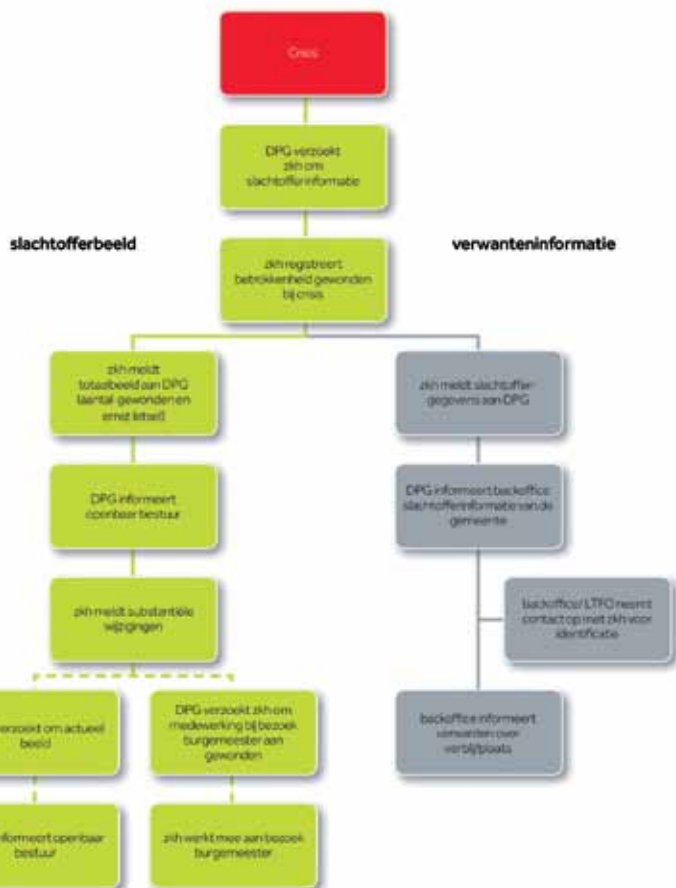 Crisis
DPG verzoekt
zkh om
slachtofferinformatie
slachtofferbeeld
verwanteninformatie
zkh registreert
betrokkenheid gewonden
bij crisis
zkh meldt
totaalbeeld aan DPG
(aantal gewonden en
ernst letsel)
zkh meldt slachtoffer-
gegevens aan DPG
DPG informeert
openbaar bestuur
DPG informeert backoffice
slachtofferinformatie van de
gemeente
zkh meldt substantiële
wijzigingen
backoffice/ LTFO neemt
contact op met zkh voor
identificatie
verzoekt om actueel
beeld
DPG verzoekt zkh om
medewerking bij bezoek
burgemeester aan
gewonden
backoffice informeert
verwanten over
verblijfplaats
informeert openbaar
bestuur
zkh werkt mee aan bezoek
burgemeester